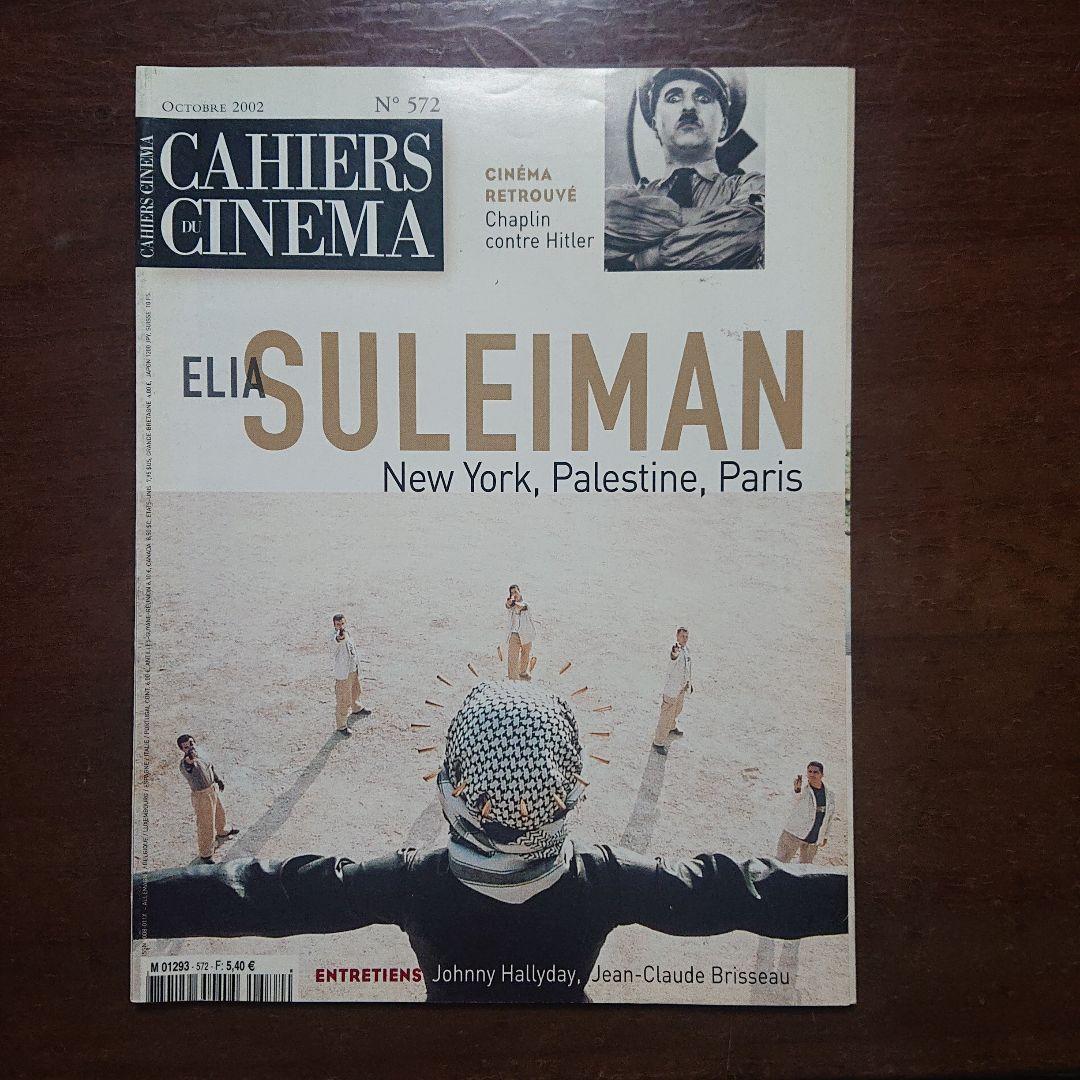 OCTOBRE 2002
N° 572
CAHIERS CINEMA
CAHIERS
DU
CINEMA
CINÉMA
RETROUVÉ
Chaplin
contre Hitler
ELIA
SULEIMAN
New York, Palestine, Paris
M 01293 - 572 - F: 5,40 €
ENTRETIENS Johnny Hallyday, Jean-Claude Brisseau